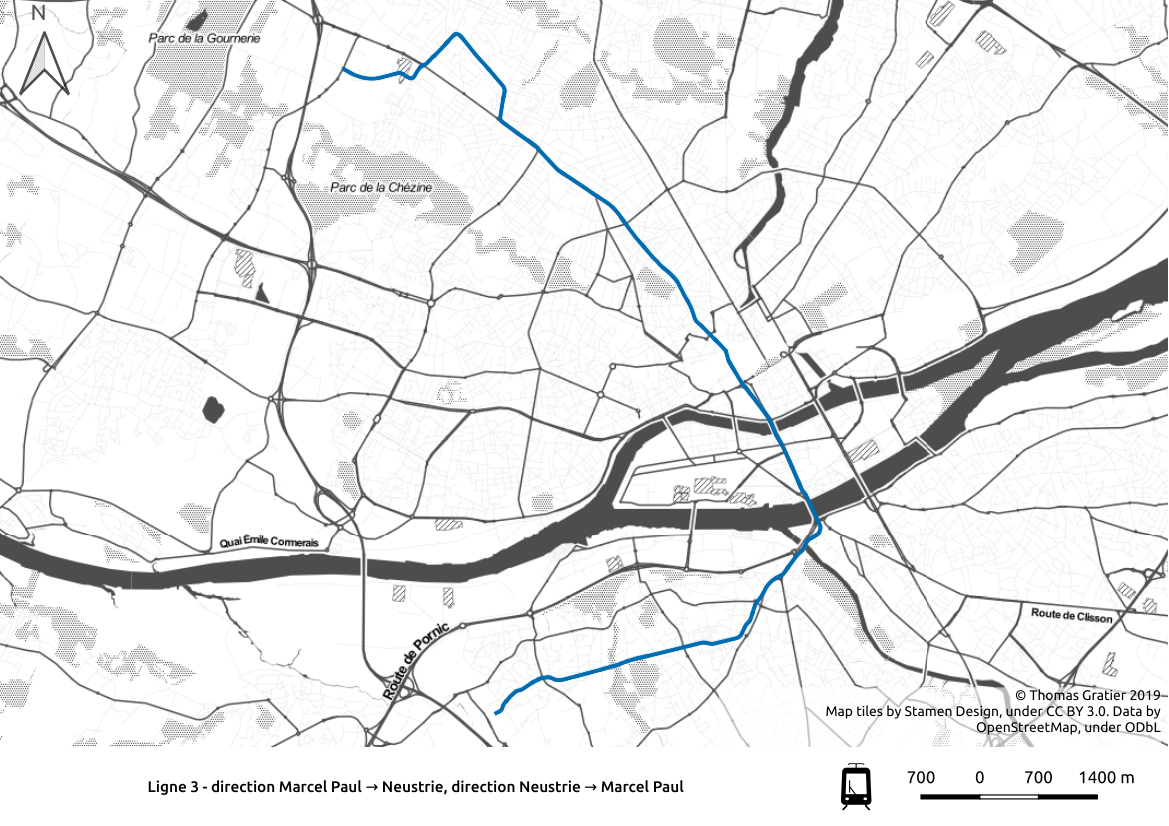 N
Parc de la Gournerie
Parc de la Chézine
Quai Émile Cormerais
Route de Clisson
Route de Pornic
© Thomas Gratier 2019
Map tiles by Stamen Design, under CC BY 3.0. Data by
OpenStreetMap, under ODbL
Ligne 3 - direction Marcel Paul → Neustrie, direction Neustrie → Marcel Paul
700 0 700 1400 m